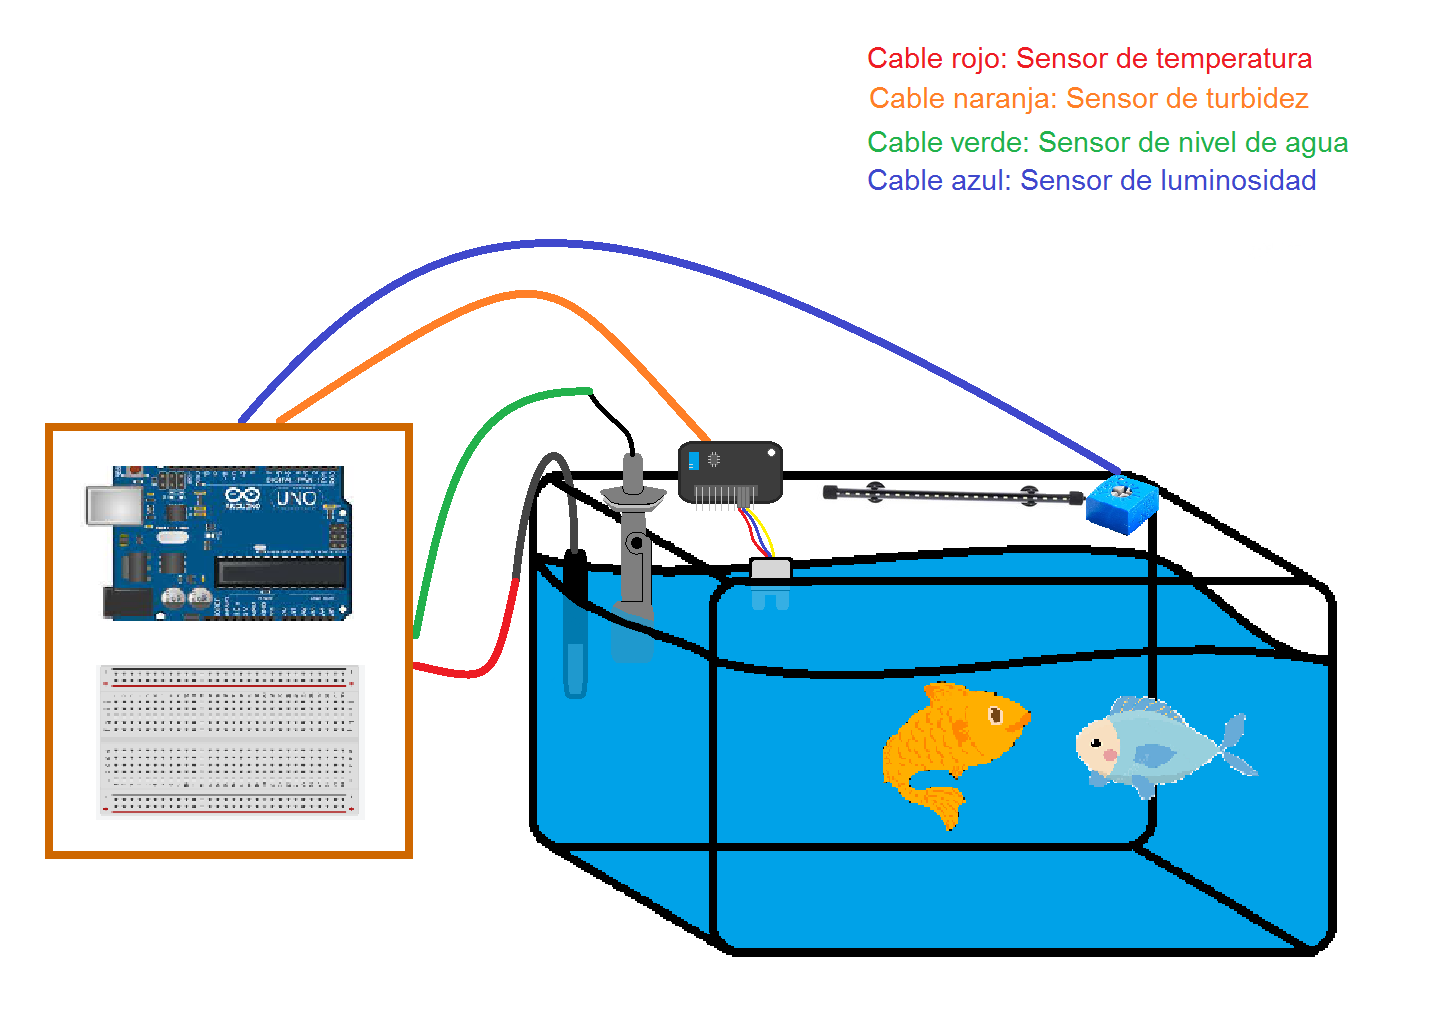 Cable rojo: Sensor de temperatura
Cable naranja: Sensor de turbidez
Cable verde: Sensor de nivel de agua
Cable azul: Sensor de luminosidad
UNO